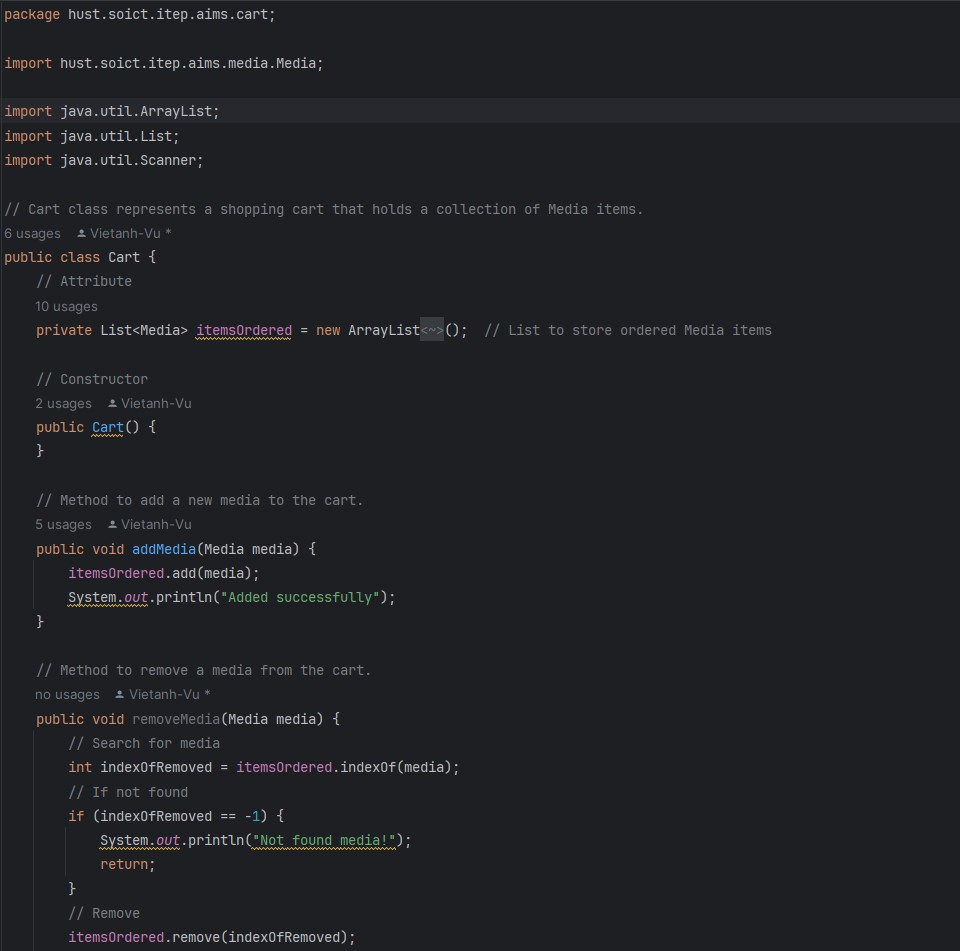 package hust.soict.itep.aims.cart;
import hust.soict.itep.aims.media.Media;
import java.util.ArrayList;
import java.util.List;
import java.util.Scanner;
// Cart class represents a shopping cart that holds a collection of Media items.
6 usages Vietanh-Vu *
public class Cart {
// Attribute
10 usages
private List<Media> itemsOrdered = new ArrayList<~>(); // List to store ordered Media items
// Constructor
2 usages Vietanh-Vu
public Cart() {
}
// Method to add a new media to the cart.
5 usages Vietanh-Vu
public void addMedia(Media media) {
itemsOrdered.add(media);
System.out.println("Added successfully");
}
// Method to remove a media from the cart.
no usages Vietanh-Vu *
public void removeMedia(Media media) {
// Search for media
int indexOfRemoved = itemsOrdered.indexOf(media);
// If not found
if (indexOfRemoved == -1) {
System.out.println("Not found media!");
return;
}
// Remove
itemsOrdered.remove(indexOfRemoved);